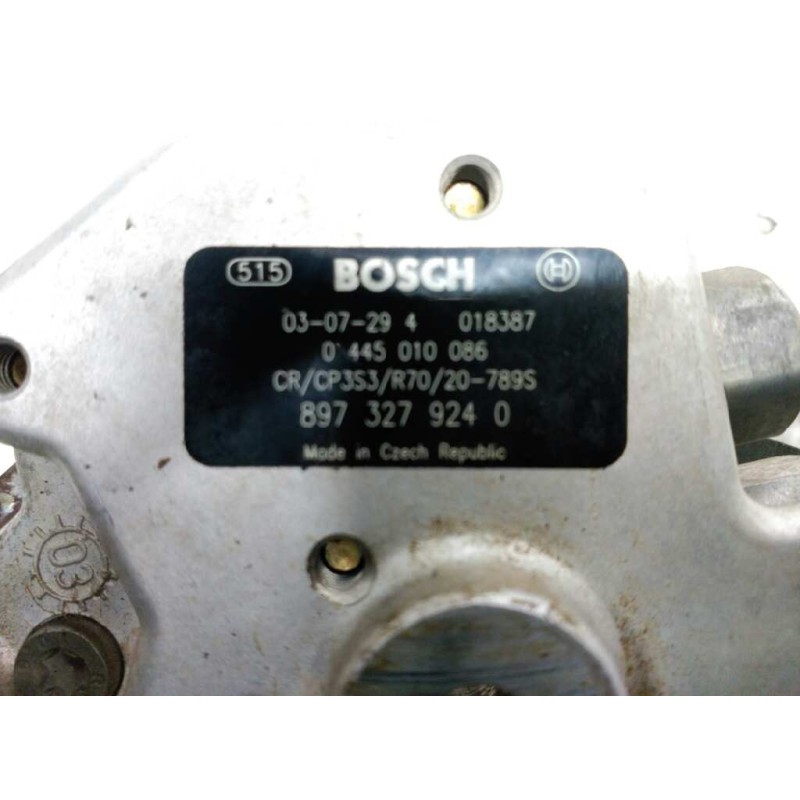 515 BOSCH H
03-07-29 4 018387
0 445 010 086
CR/CP3S3/R70/20-789S
897 327 924 0
Made in Czech Republic
03